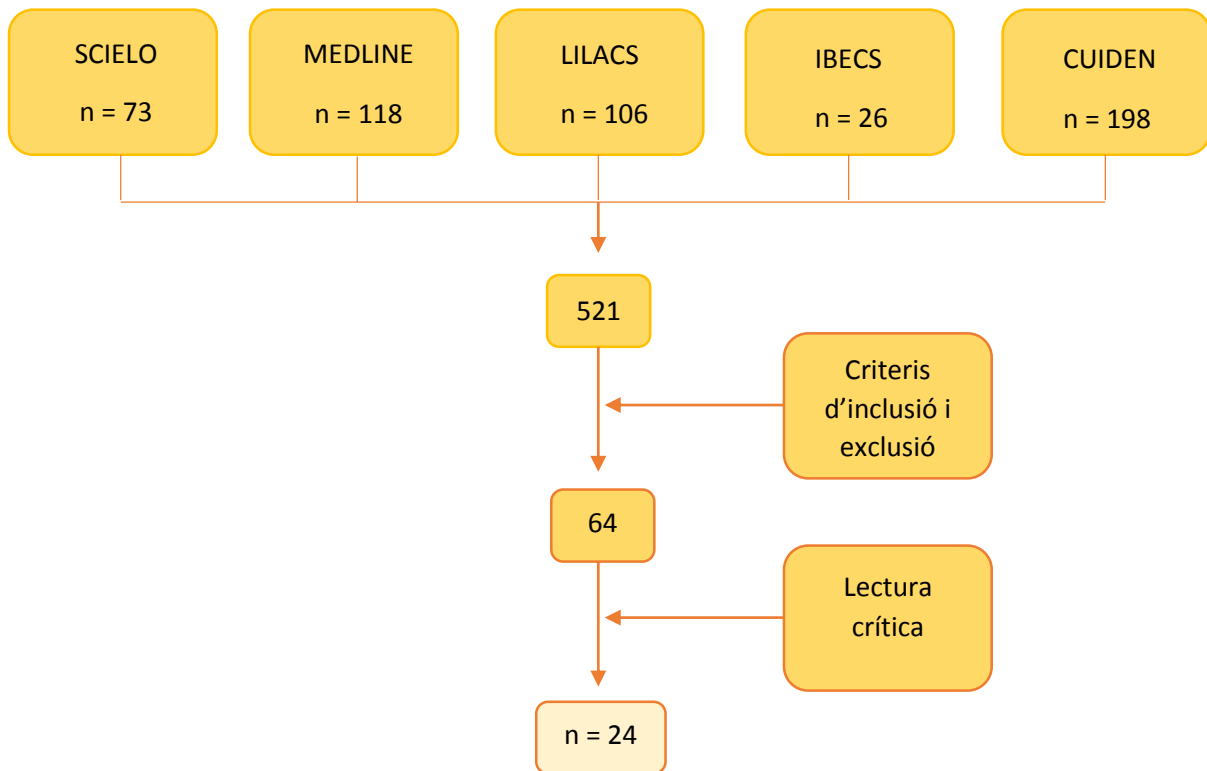 SCIELO
n = 73
MEDLINE
n = 118
LILACS
n = 106
IBECS
n = 26
CUIDEN
n = 198
521
Criteris
d’inclusió i
exclusió
64
Lectura
crítica
n = 24